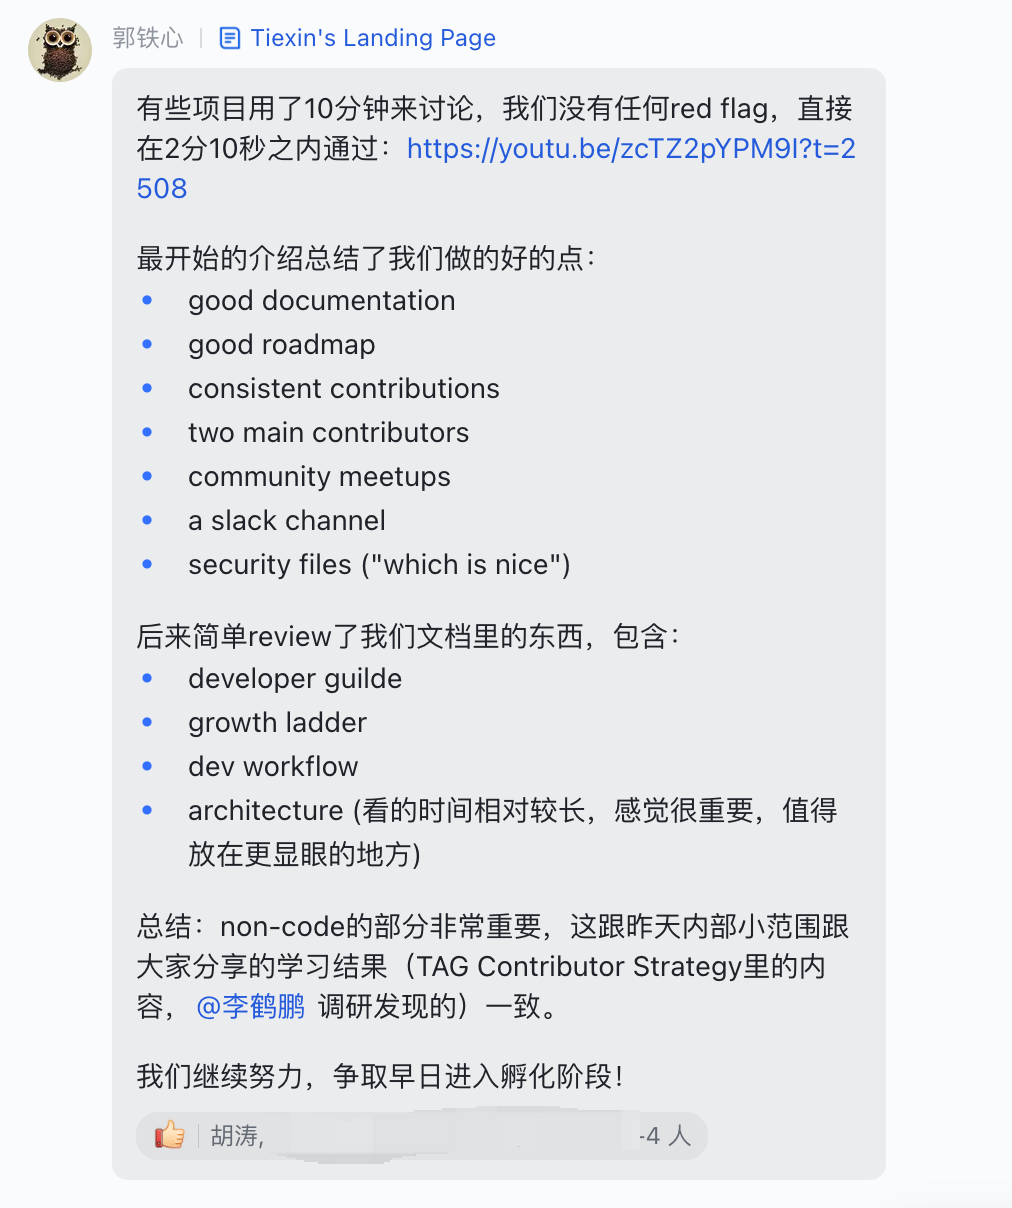 郭铁心 | Tiexin's Landing Page
有些项目用了10分钟来讨论，我们没有任何red flag，直接
在2分10秒之内通过：https://youtu.be/zcTZ2pYPM9I?t=2
508
最开始的介绍总结了我们做的好的点：
• good documentation
• good roadmap
• consistent contributions
• two main contributors
• community meetups
• a slack channel
• security files ("which is nice")
后来简单review了我们文档里的东西，包含：
• developer guilde
• growth ladder
• dev workflow
• architecture (看的时间相对较长，感觉很重要，值得
放在更显眼的地方)
总结：non-code的部分非常重要，这跟昨天内部小范围跟
大家分享的学习结果（TAG Contributor Strategy里的内
容， @李鹤鹏 调研发现的）一致。
我们继续努力，争取早日进入孵化阶段！
胡涛, -4 人